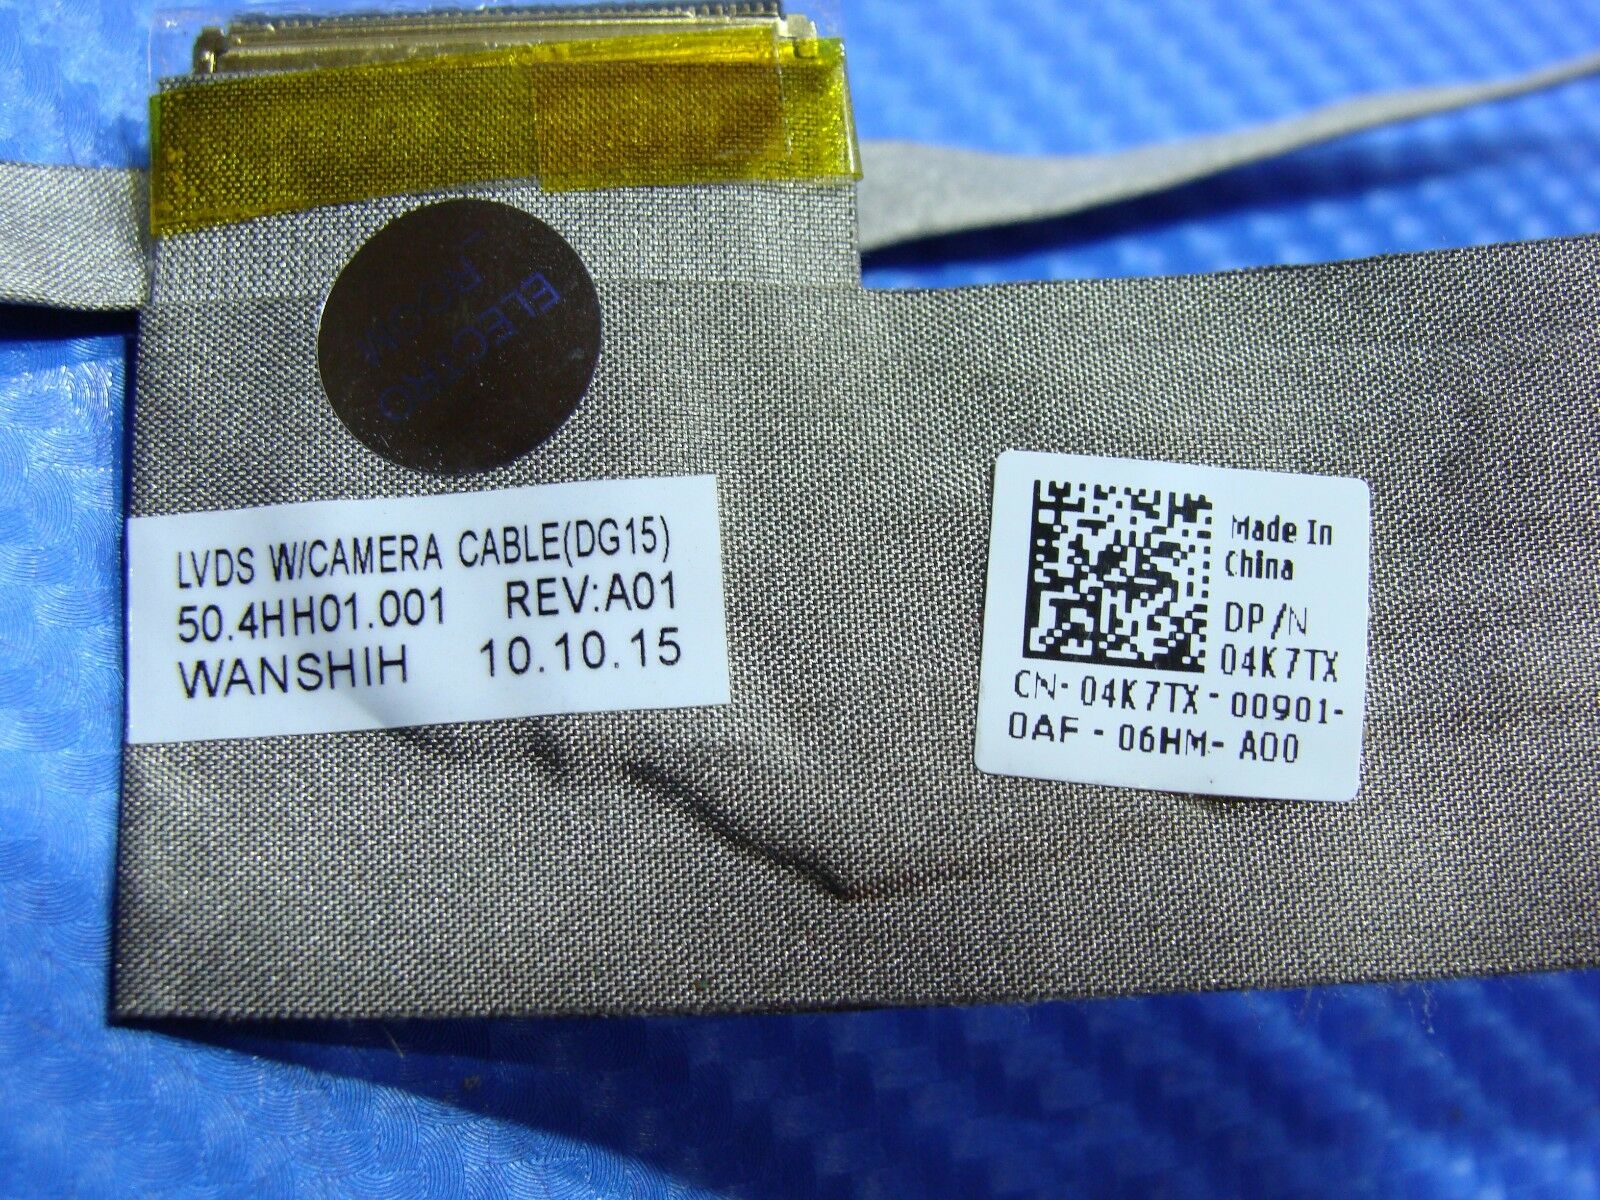 ELECTRO
LVDS W/CAMERA CABLE(DG15)
50.4HH01.001 REV:A01
WANSHIH 10.10.15
Made In
China
DP/N
04K7TX
CN-04K7TX-00901-
0AF-06HM-A00